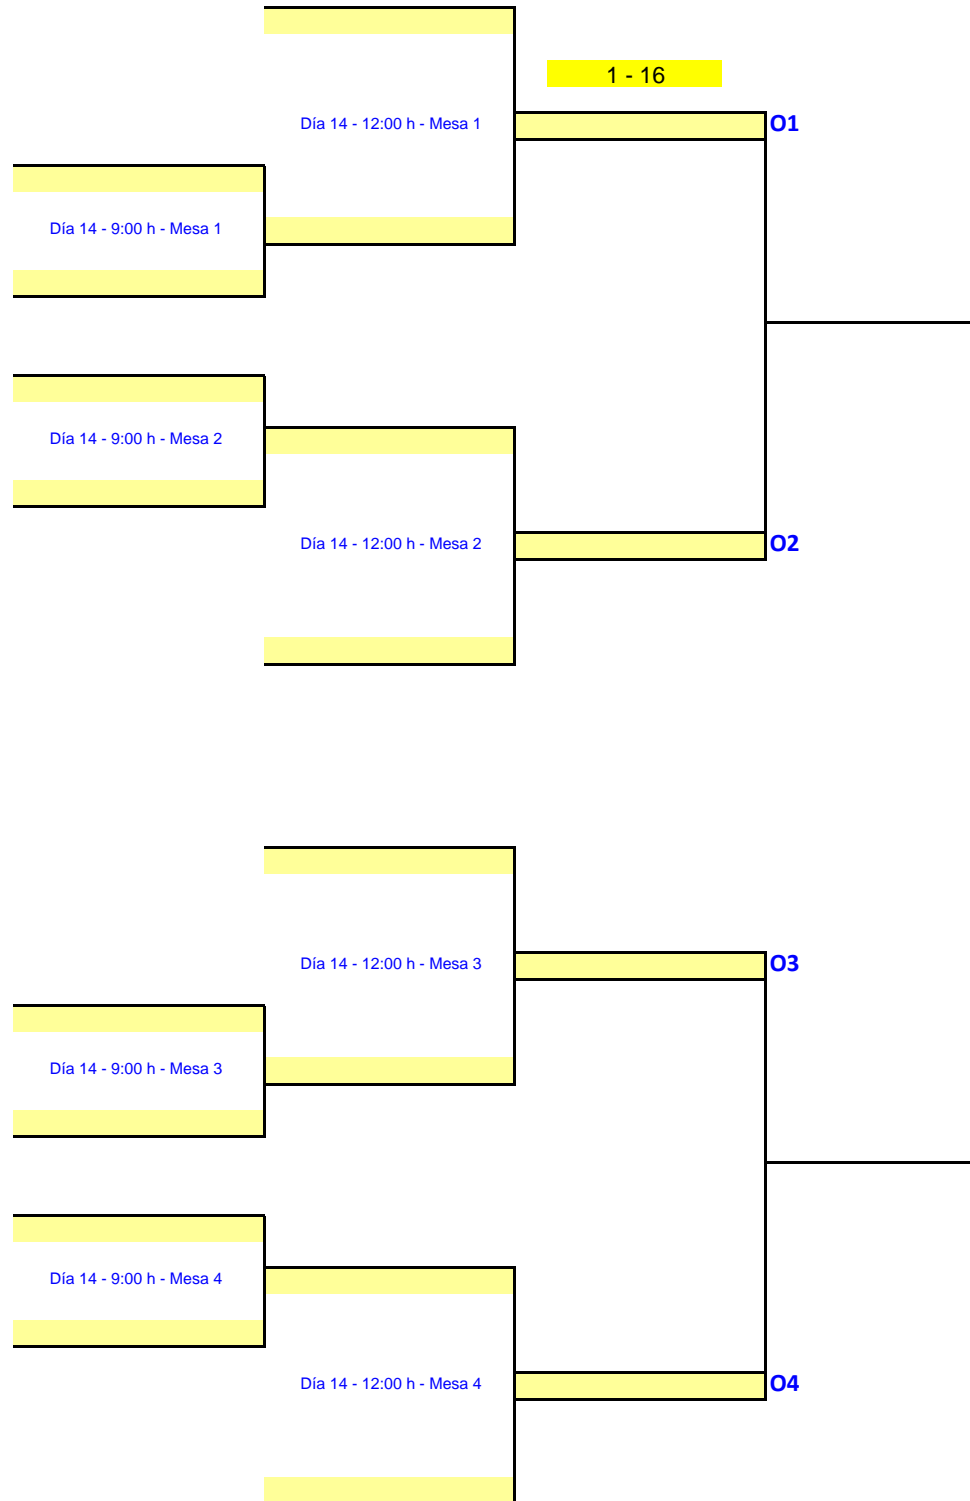 1 - 16
Día 14 - 12:00 h - Mesa 1
O1
Día 14 - 9:00 h - Mesa 1
Día 14 - 9:00 h - Mesa 2
Día 14 - 12:00 h - Mesa 2
O2
Día 14 - 12:00 h - Mesa 3
O3
Día 14 - 9:00 h - Mesa 3
Día 14 - 9:00 h - Mesa 4
Día 14 - 12:00 h - Mesa 4
O4